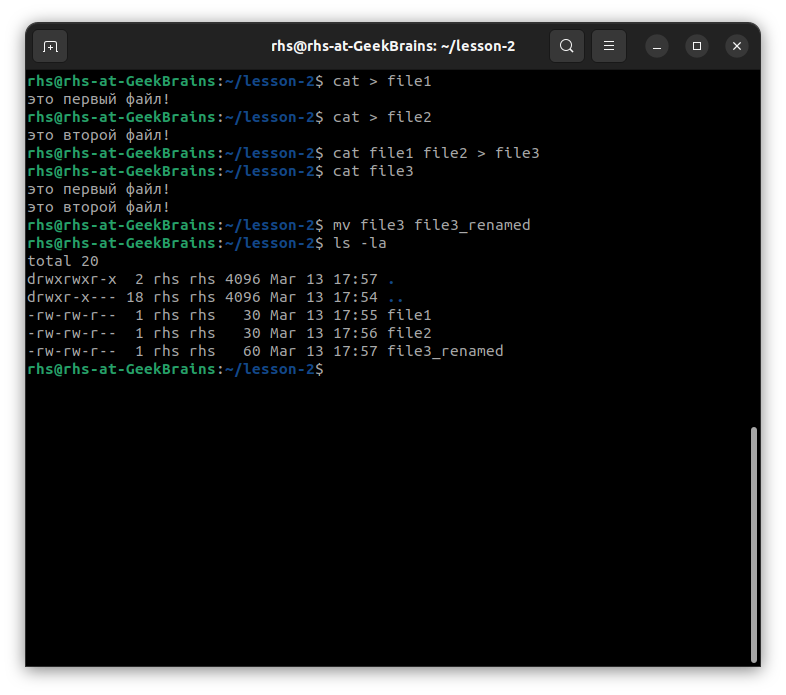 rhs@rhs-at-GeekBrains: ~/lesson-2
rhs@rhs-at-GeekBrains:~/lesson-2$ cat > file1
это первый файл!
rhs@rhs-at-GeekBrains:~/lesson-2$ cat > file2
это второй файл!
rhs@rhs-at-GeekBrains:~/lesson-2$ cat file1 file2 > file3
rhs@rhs-at-GeekBrains:~/lesson-2$ cat file3
это первый файл!
это второй файл!
rhs@rhs-at-GeekBrains:~/lesson-2$ mv file3 file3_renamed
rhs@rhs-at-GeekBrains:~/lesson-2$ ls -la
total 20
drwxrwxr-x  2 rhs rhs 4096 Mar 13 17:57 .
drwxr-x--- 18 rhs rhs 4096 Mar 13 17:54 ..
-rw-rw-r--  1 rhs rhs   30 Mar 13 17:55 file1
-rw-rw-r--  1 rhs rhs   30 Mar 13 17:56 file2
-rw-rw-r--  1 rhs rhs   60 Mar 13 17:57 file3_renamed
rhs@rhs-at-GeekBrains:~/lesson-2$